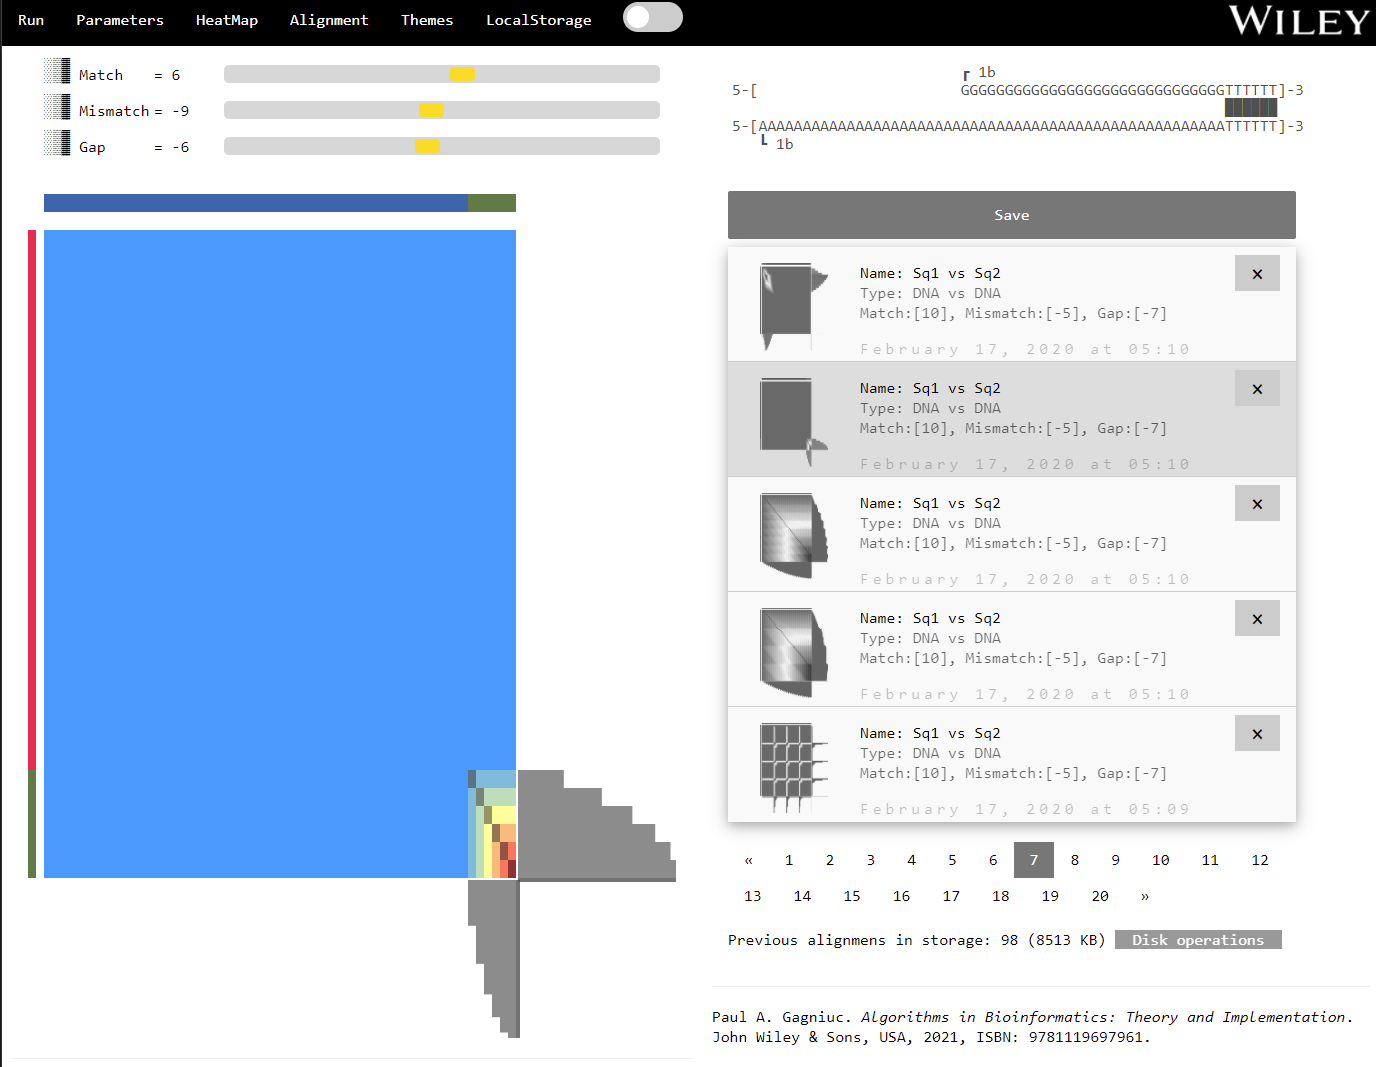 Run Parameters HeatMap Alignment Themes LocalStorage WILEY
Match = 6
Mismatch = -9
Gap = -6
1b
5-[ GGGGGGGGGGGGGGGGGGGGGGGGGGGGGGTTTTTT]-3
5-[AAAAAAAAAAAAAAAAAAAAAAAAAAAAAAAAAAAAAAAAAAAAAAAAAAAAATTTTTT]-3
1b
Save
Name: Sq1 vs Sq2 ×
Type: DNA vs DNA
Match:[10], Mismatch:[-5], Gap:[-7]
February 17, 2020 at 05:10
Name: Sq1 vs Sq2 ×
Type: DNA vs DNA
Match:[10], Mismatch:[-5], Gap:[-7]
February 17, 2020 at 05:10
Name: Sq1 vs Sq2 ×
Type: DNA vs DNA
Match:[10], Mismatch:[-5], Gap:[-7]
February 17, 2020 at 05:10
Name: Sq1 vs Sq2 ×
Type: DNA vs DNA
Match:[10], Mismatch:[-5], Gap:[-7]
February 17, 2020 at 05:10
Name: Sq1 vs Sq2 ×
Type: DNA vs DNA
Match:[10], Mismatch:[-5], Gap:[-7]
February 17, 2020 at 05:09
« 1 2 3 4 5 6 7 8 9 10 11 12
13 14 15 16 17 18 19 20 »
Previous alignmens in storage: 98 (8513 KB) Disk operations
Paul A. Gagniuc. Algorithms in Bioinformatics: Theory and Implementation.
John Wiley & Sons, USA, 2021, ISBN: 9781119697961.